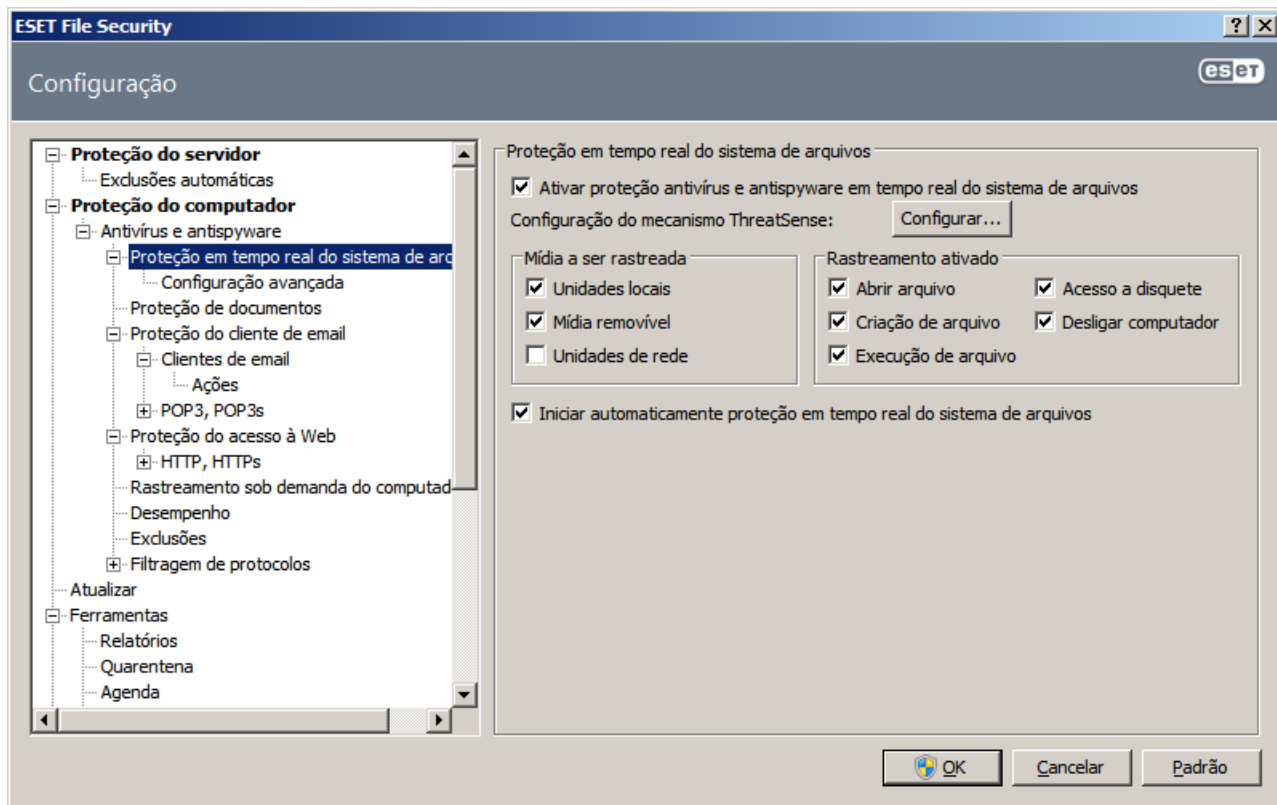 ESET File Security
Configuração
eseT
Proteção do servidor
Exclusões automáticas
Proteção do computador
Antivírus e antispyware
Proteção em tempo real do sistema de arq
Configuração avançada
Proteção de documentos
Proteção do cliente de email
Clientes de email
Ações
POP3, POP3s
Proteção do acesso à Web
HTTP, HTTPs
Rastreamento sob demanda do computad
Desempenho
Exclusões
Filtragem de protocolos
Atualizar
Ferramentas
Relatórios
Quarentena
Agenda
Proteção em tempo real do sistema de arquivos
Ativar proteção antivírus e antispyware em tempo real do sistema de arquivos
Configuração do mecanismo ThreatSense: Configurar...
Mídia a ser rastreada
Unidades locais
Mídia removível
Unidades de rede
Rastreamento ativado
Abrir arquivo Acesso a disquete
Criação de arquivo Desligar computador
Execução de arquivo
Iniciar automaticamente proteção em tempo real do sistema de arquivos
OK Cancelar Padrão